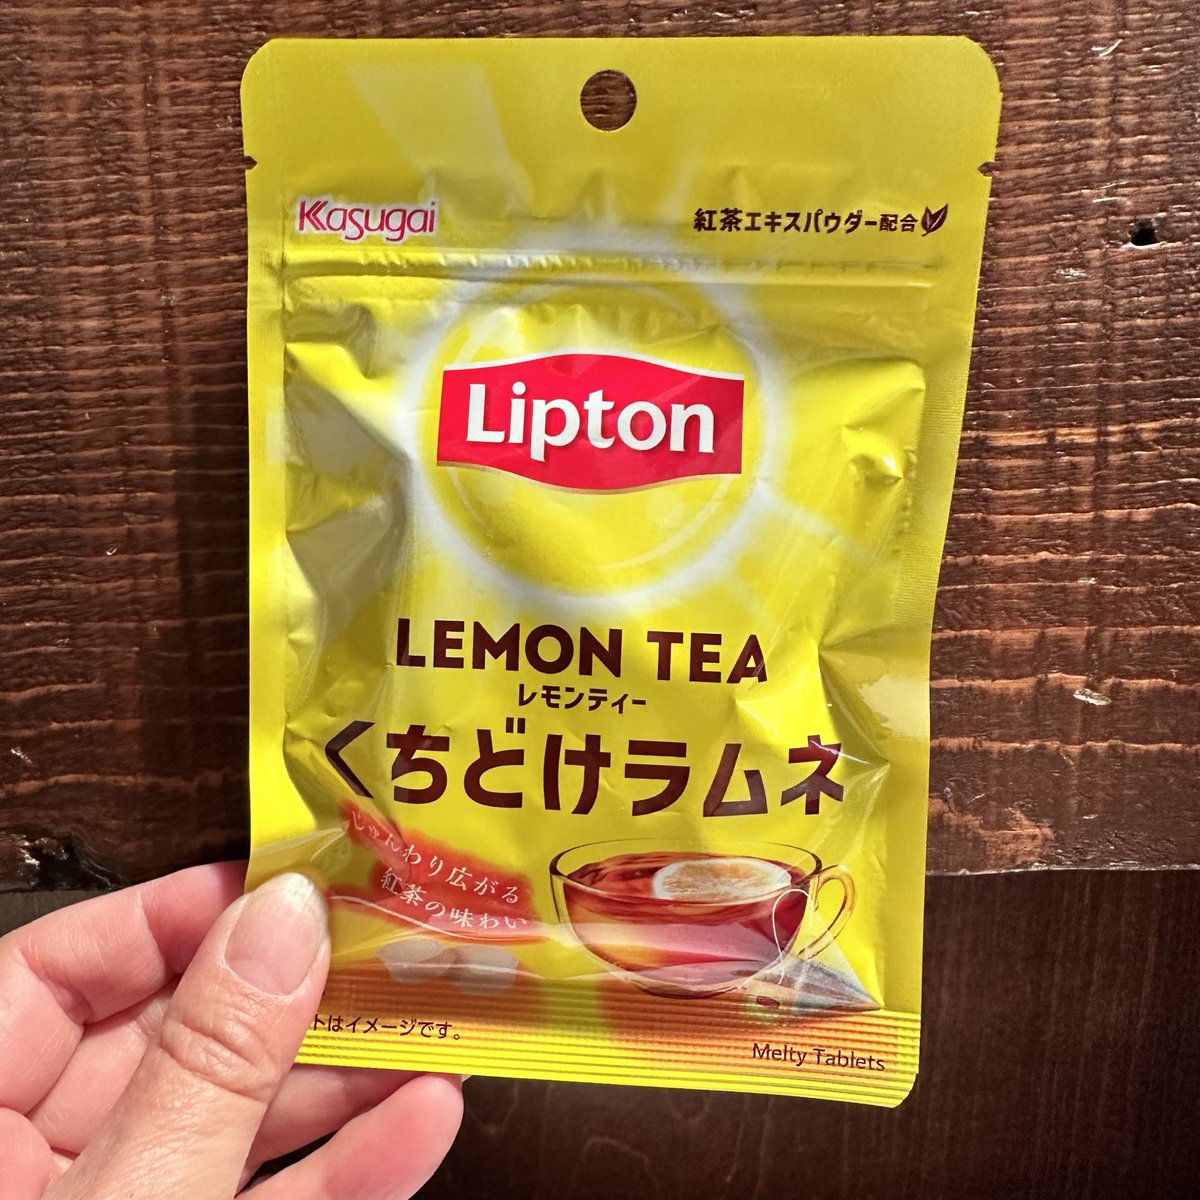 Kasugai
紅茶エキスパウダー配合
Lipton
LEMON TEA
レモンティー
くちどけラムネ
じゅんわり広がる
紅茶の味わい
トはイメージです。
Melty Tablets